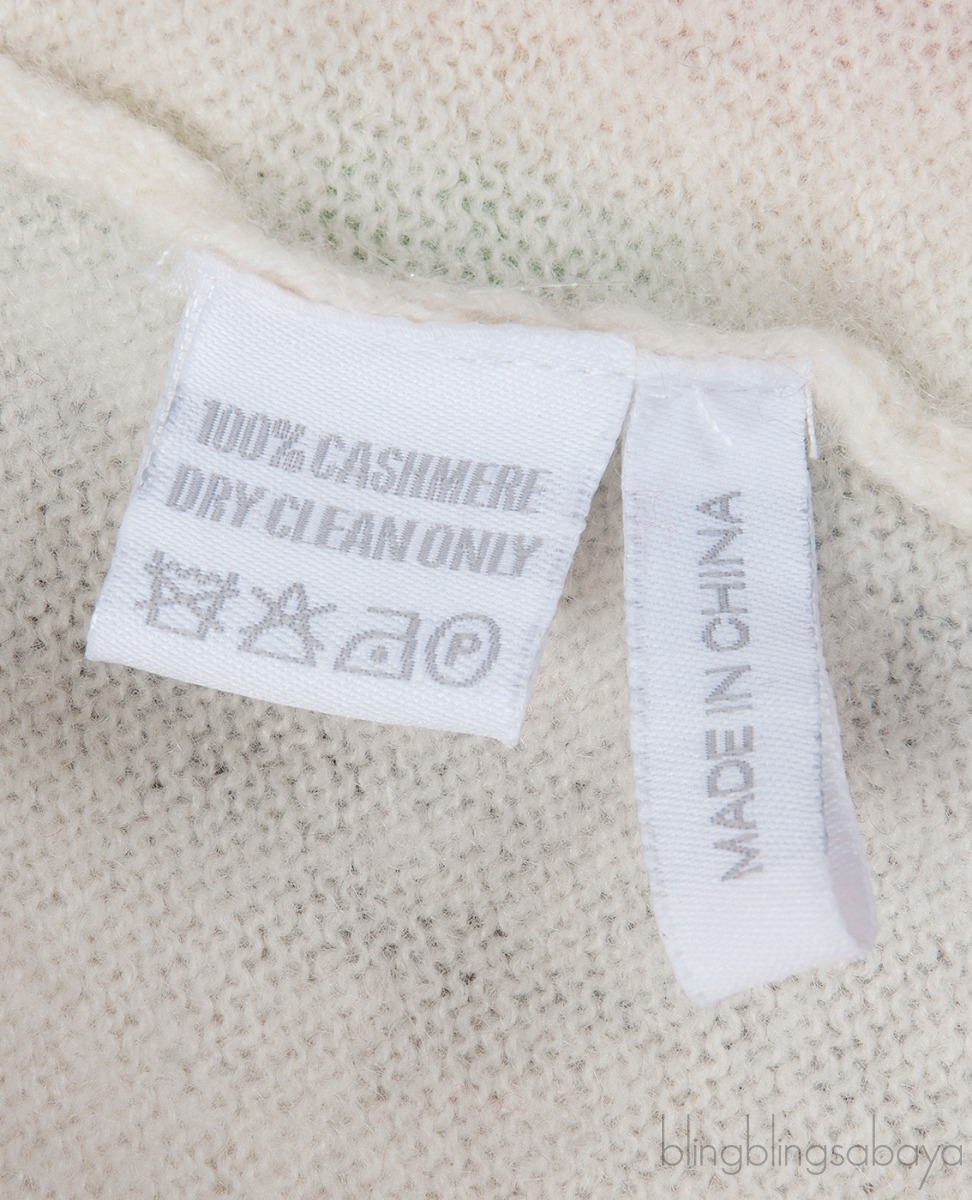 100% CASHMERE
DRY CLEAN ONLY
P
MADE IN CHINA
blingblingsabaya